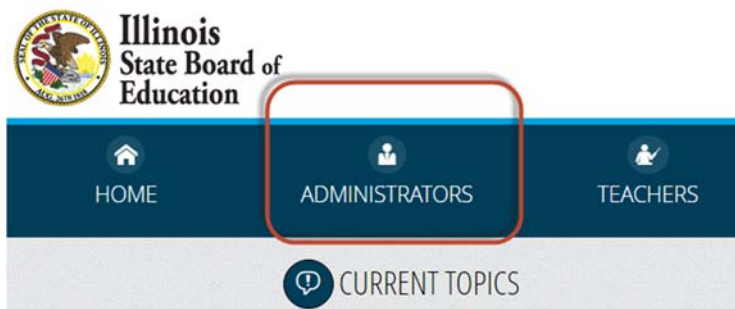 Illinois
State Board of
Education
HOME
ADMINISTRATORS
TEACHERS
CURRENT TOPICS